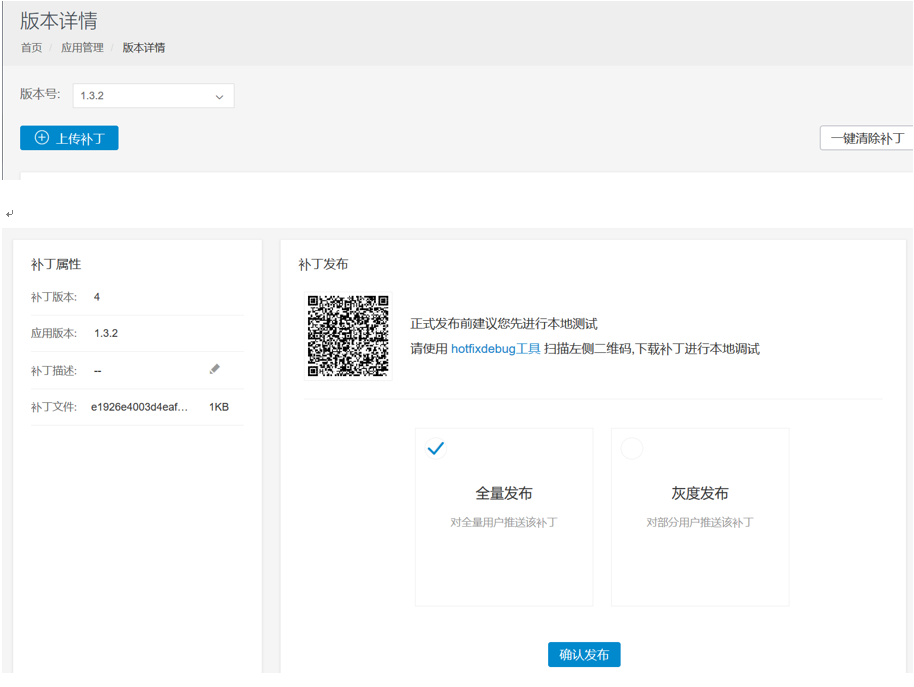 版本详情
首页 / 应用管理 / 版本详情
版本号: 1.3.2
上传补丁
一键清除补丁
补丁属性
补丁版本: 4
应用版本: 1.3.2
补丁描述: --
补丁文件: e1926e4003d4eaf... 1KB
补丁发布
正式发布前建议您先进行本地测试
请使用 hotfixdebug工具 扫描左侧二维码,下载补丁进行本地调试
全量发布
对全量用户推送该补丁
灰度发布
对部分用户推送该补丁
确认发布